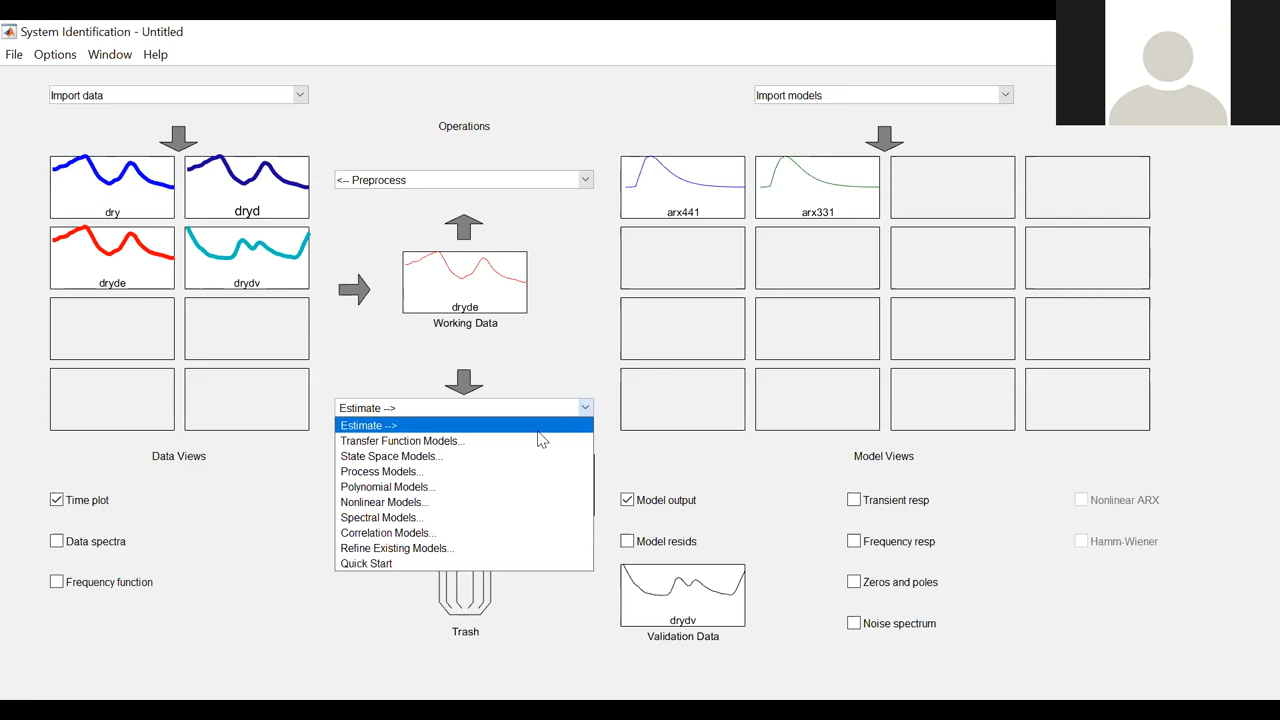 System Identification - Untitled
File Options Window Help
Import data
Import models
Operations
<-- Preprocess
dry
dryd
arx441
arx331
dryde
drydv
dryde
Working Data
Estimate -->
Estimate -->
Transfer Function Models...
State Space Models...
Process Models...
Polynomial Models...
Nonlinear Models...
Spectral Models...
Correlation Models...
Refine Existing Models...
Quick Start
Data Views
Model Views
Time plot
Data spectra
Frequency function
Trash
Model output
Model resids
drydv
Validation Data
Transient resp
Frequency resp
Zeros and poles
Noise spectrum
Nonlinear ARX
Hamm-Wiener